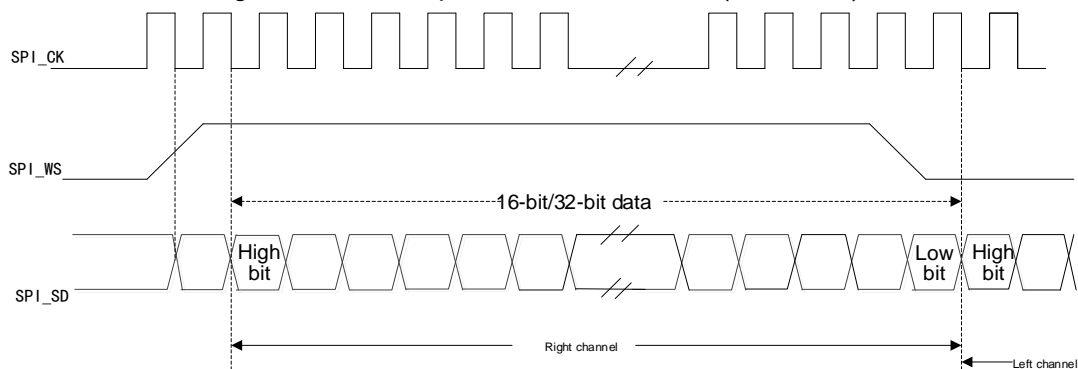 SPI_CK
SPI_WS
16-bit/32-bit data
High
bit
Low
bit
High
bit
SPI_SD
Right channel
Left channel